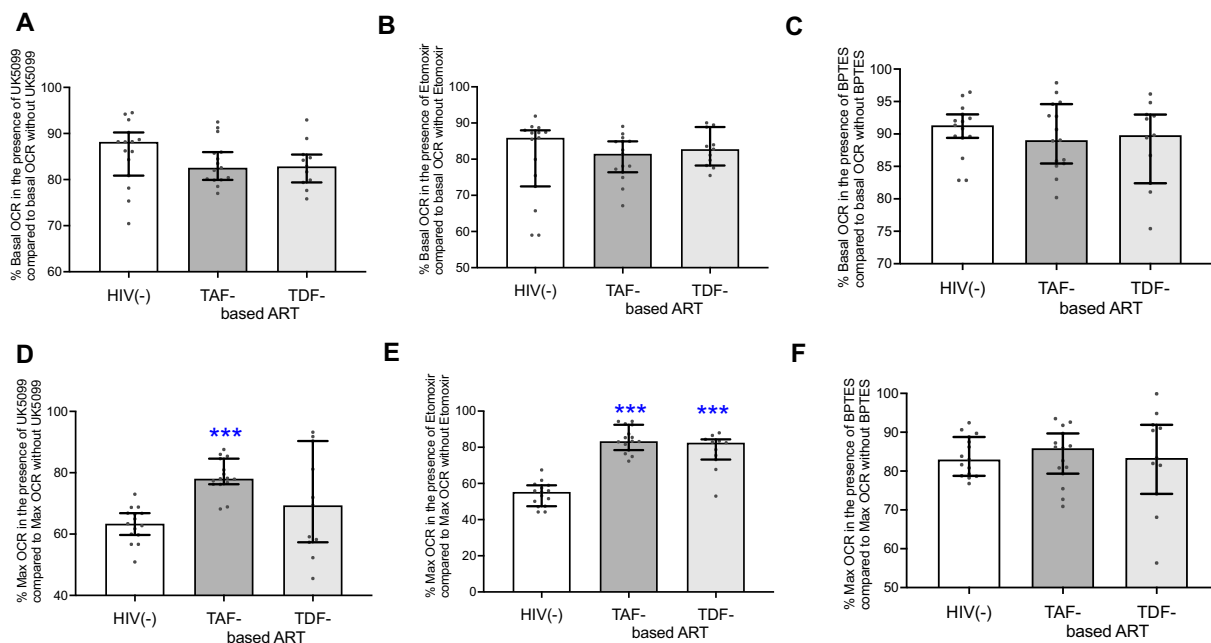 A
% Basal OCR in the presence of UK5099
compared to basal OCR without UK5099
100
90
80
70
60
HIV(-)
TAF-
TDF-
based ART
B
% Basal OCR in the presence of Etomoxir
compared to basal OCR without Etomoxir
100
90
80
70
60
50
HIV(-)
TAF-
TDF-
based ART
C
% Basal OCR in the presence of BPTES
compared to basal OCR without BPTES
100
95
90
85
80
75
70
HIV(-)
TAF-
TDF-
based ART
D
% Max OCR in the presence of UK5099
compared to Max OCR without UK5099
100
80
60
40
***
HIV(-)
TAF-
TDF-
based ART
E
% Max OCR in the presence of Etomoxir
compared to Max OCR without Etomoxir
100
80
60
40
20
0
***
***
HIV(-)
TAF-
TDF-
based ART
F
% Max OCR in the presence of BPTES
compared to Max OCR without BPTES
100
90
80
70
60
50
HIV(-)
TAF-
TDF-
based ART